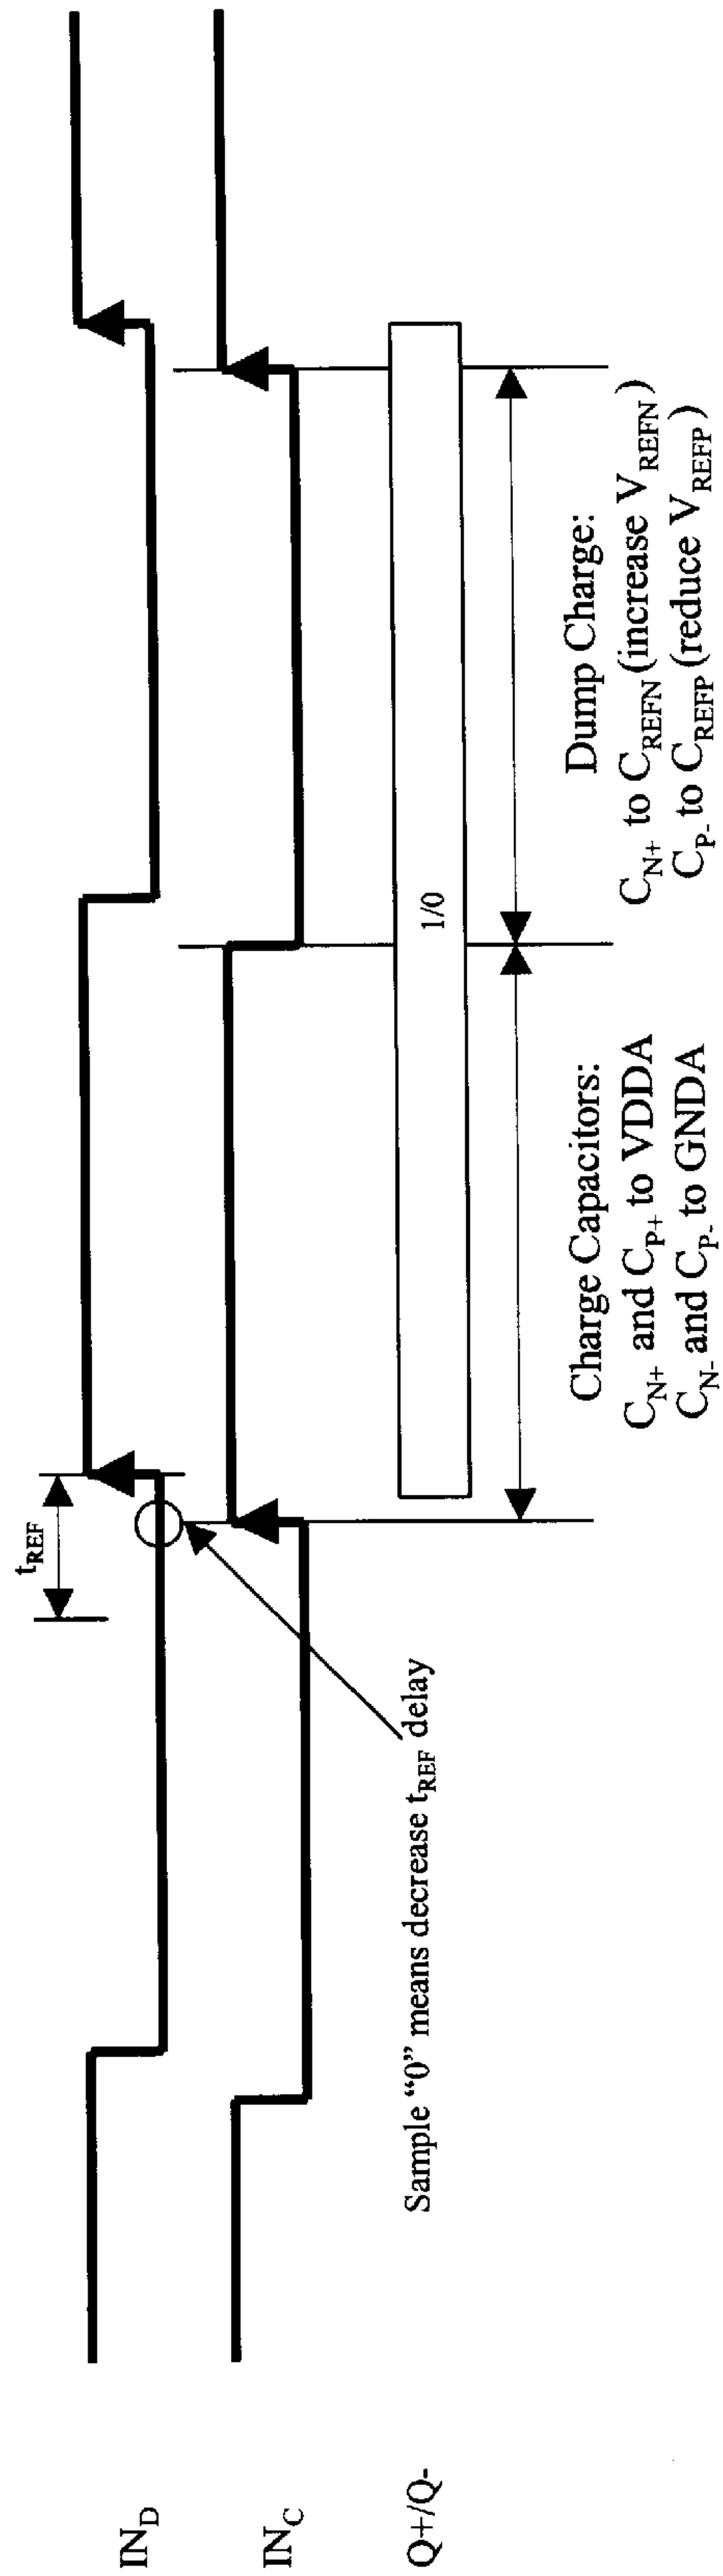 t_REF
IN_D
IN_C
Sample “0” means decrease t_REF delay
Q+/Q-
1/0
Charge Capacitors:
C_N+ and C_P+ to VDDA
C_N- and C_P- to GNDA
Dump Charge:
C_N+ to C_REFN (increase V_REFN)
C_P- to C_REFP (reduce V_REFP)